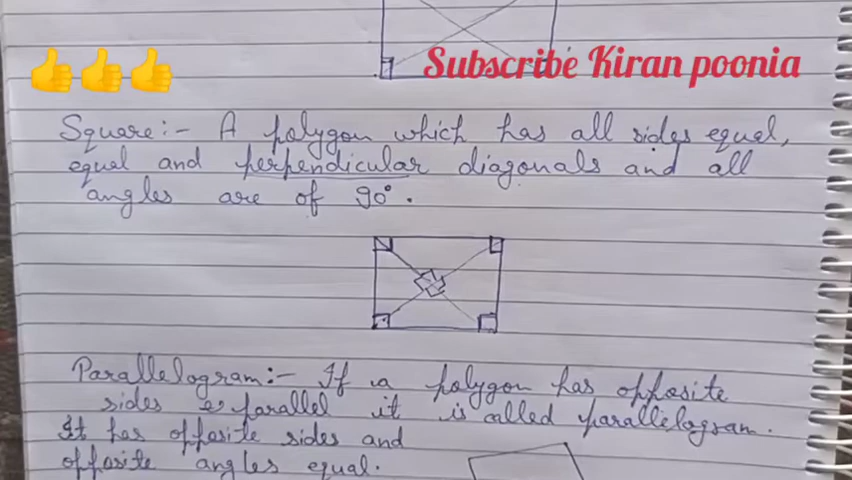 Subscribe Kiran poonia
Square:- A polygon which has all sides equal,
equal and perpendicular diagonals and all
angles are of 90°.
Parallelogram:- If a polygon has opposite
sides parallel it is called parallelogram.
It has opposite sides and
opposite angles equal.